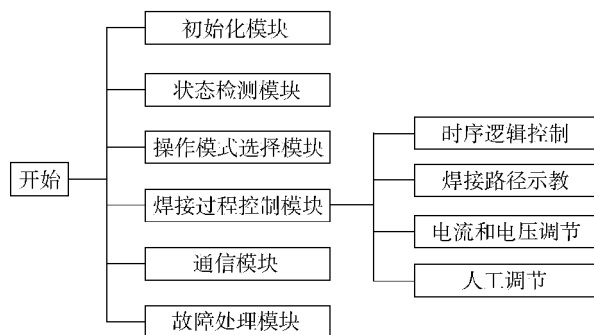 初始化模块
状态检测模块
操作模式选择模块
开始
焊接过程控制模块
通信模块
故障处理模块
时序逻辑控制
焊接路径示教
电流和电压调节
人工调节